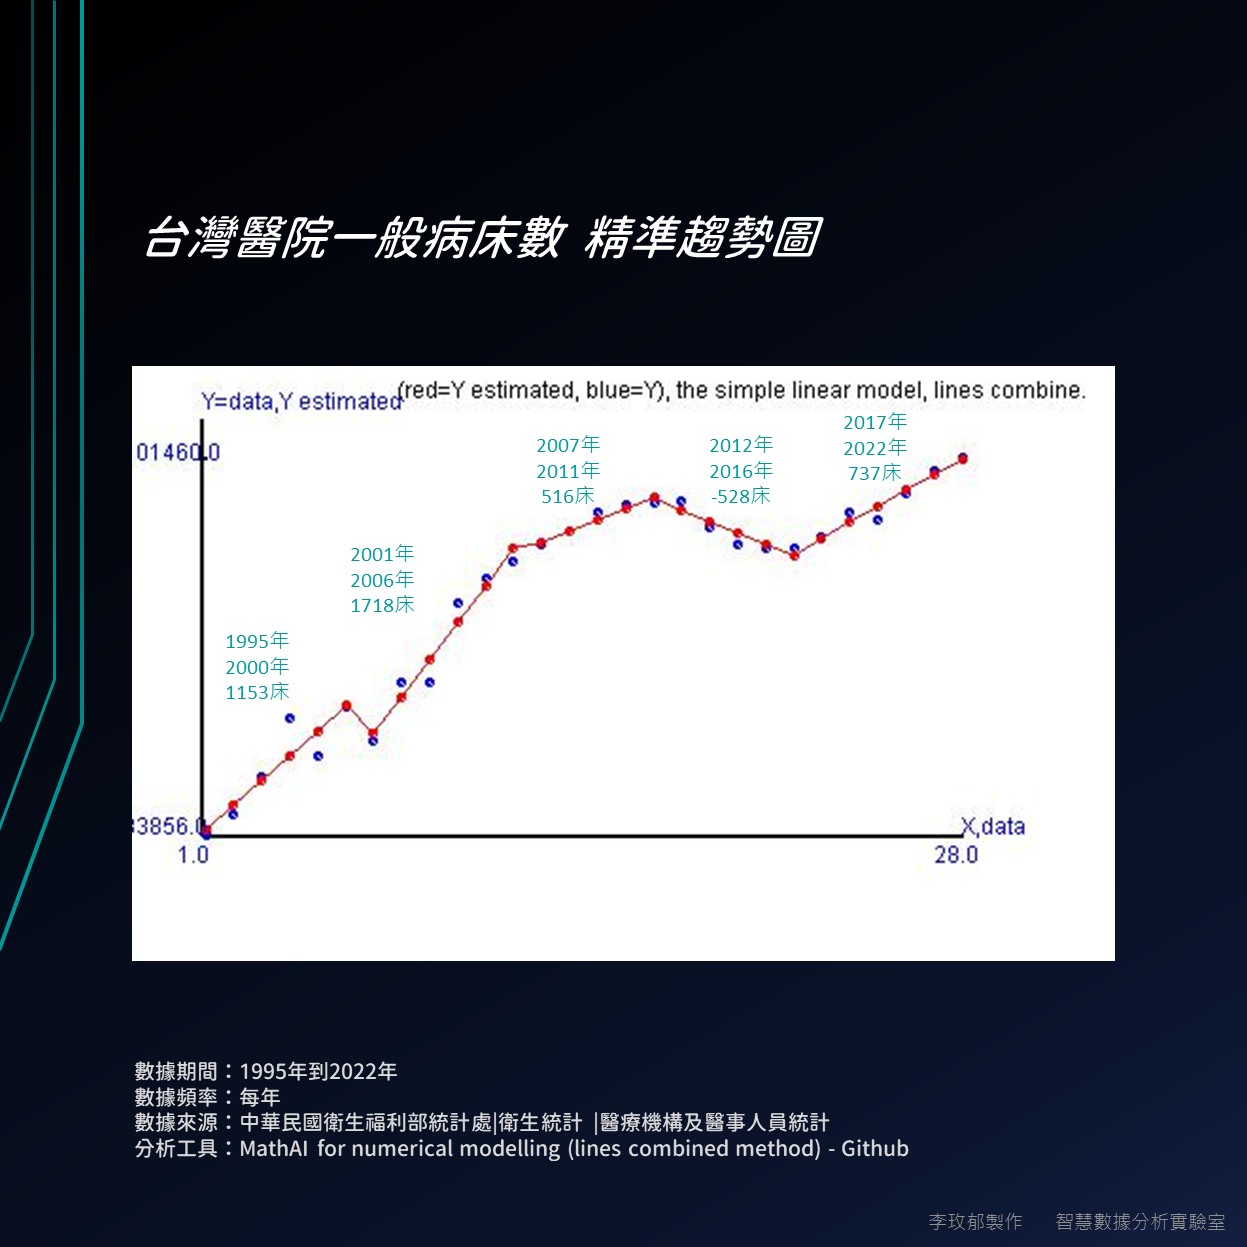 台灣醫院一般病床數 精準趨勢圖
(red=Y estimated, blue=Y), the simple linear model, lines combine.
Y=data,Y estimated
01460.0
2017年
2022年
737床
2007年
2011年
516床
2012年
2016年
-528床
2001年
2006年
1718床
1995年
2000年
1153床
3856.0
X,data
1.0
28.0
數據期間：1995年到2022年
數據頻率：每年
數據來源：中華民國衛生福利部統計處|衛生統計 |醫療機構及醫事人員統計
分析工具：MathAI for numerical modelling (lines combined method) - Github
李玫郁製作 智慧數據分析實驗室